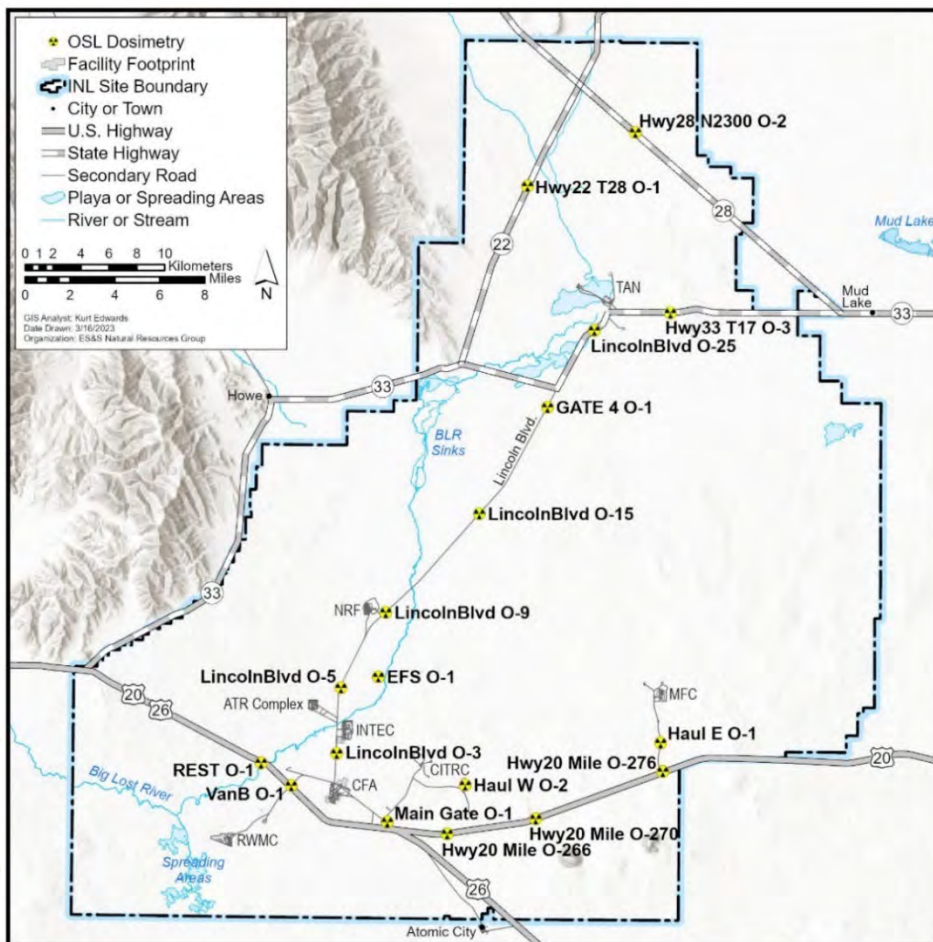 OSL Dosimetry
Facility Footprint
INL Site Boundary
City or Town
U.S. Highway
State Highway
Secondary Road
Playa or Spreading Areas
River or Stream
0 1 2 4 6 8 10
Kilometers
Miles
0 2 4 6 8
N
GIS Analyst: Kurt Edwards
Date Drawn: 3/16/2023
Organization: ES&S Natural Resources Group
Hwy28 N2300 O-2
Hwy22 T28 O-1
28
22
Mud Lake
TAN
Mud
Lake
33
Hwy33 T17 O-3
LincolnBlvd O-25
33
Howe
GATE 4 O-1
BLR
Sinks
Lincoln Blvd.
LincolnBlvd O-15
33
NRF
LincolnBlvd O-9
LincolnBlvd O-5
EFS O-1
20
26
ATR Complex
MFC
INTEC
Haul E O-1
LincolnBlvd O-3
REST O-1
CITRC
Hwy20 Mile O-276
20
Big Lost River
VanB O-1
CFA
Haul W O-2
Main Gate O-1
RWMC
Hwy20 Mile O-270
Hwy20 Mile O-266
Spreading
Areas
26
Atomic City